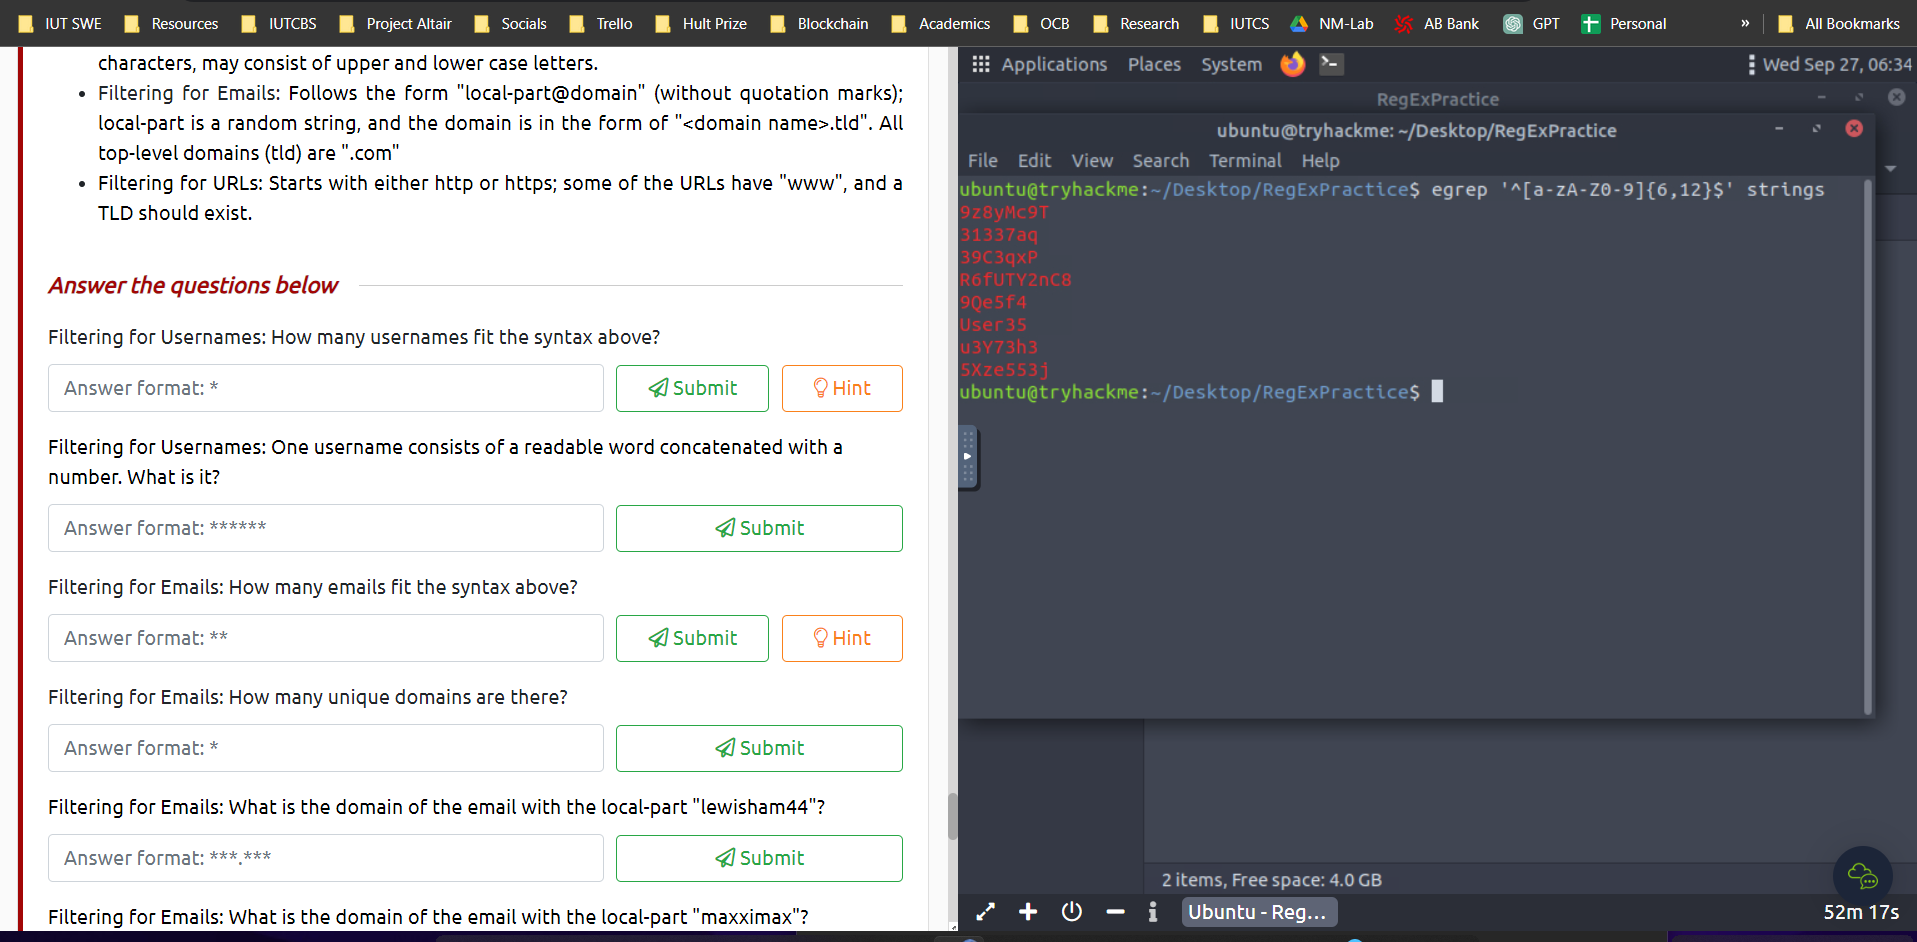 IUT SWE
Resources
IUTCBS
Project Altair
Socials
Trello
Hult Prize
Blockchain
Academics
OCB
Research
IUTCS
NM-Lab
AB Bank
GPT
Personal
»
All Bookmarks
characters, may consist of upper and lower case letters.
• Filtering for Emails: Follows the form "local-part@domain" (without quotation marks);
local-part is a random string, and the domain is in the form of "<domain name>.tld". All
top-level domains (tld) are ".com"
• Filtering for URLs: Starts with either http or https; some of the URLs have "www", and a
TLD should exist.
Answer the questions below
Filtering for Usernames: How many usernames fit the syntax above?
Answer format: *
Submit
Hint
Filtering for Usernames: One username consists of a readable word concatenated with a
number. What is it?
Answer format: ******
Submit
Filtering for Emails: How many emails fit the syntax above?
Answer format: **
Submit
Hint
Filtering for Emails: How many unique domains are there?
Answer format: *
Submit
Filtering for Emails: What is the domain of the email with the local-part "lewisham44"?
Answer format: ***.***
Submit
Filtering for Emails: What is the domain of the email with the local-part "maxximax"?
Applications Places System
Wed Sep 27, 06:34
RegExPractice
ubuntu@tryhackme: ~/Desktop/RegExPractice
File Edit View Search Terminal Help
ubuntu@tryhackme:~/Desktop/RegExPractice$ egrep '^[a-zA-Z0-9]{6,12}$' strings
9z8yMc9T
31337aq
39C3qxP
R6fUTY2nC8
9Qe5f4
User35
u3Y73h3
5Xze553j
ubuntu@tryhackme:~/Desktop/RegExPractice$
2 items, Free space: 4.0 GB
Ubuntu - Reg...
52m 17s